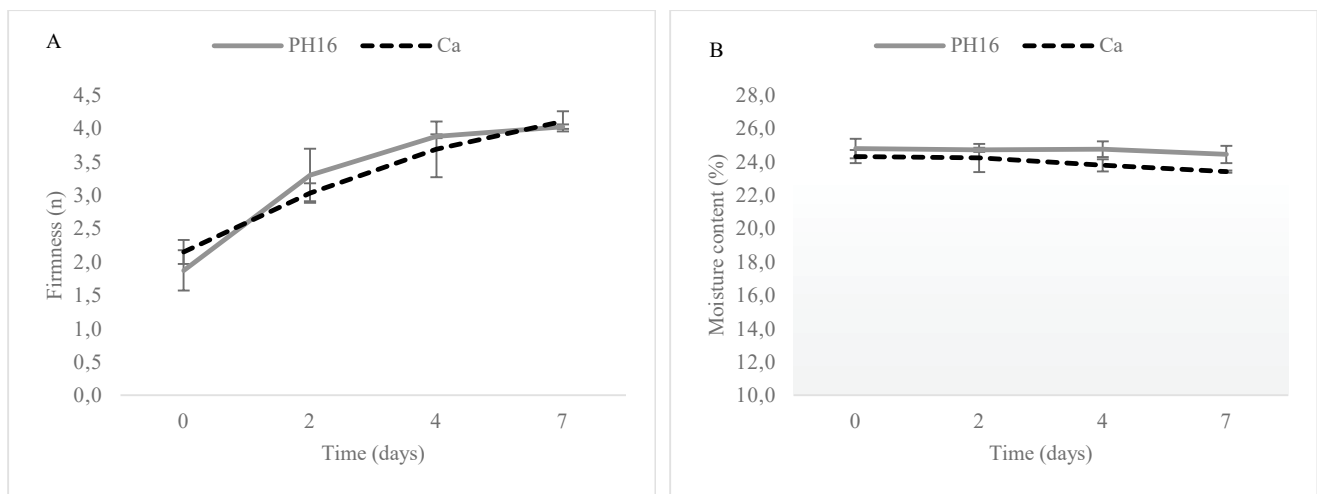 A
PH16 Ca
4,5
4,0
3,5
3,0
2,5
2,0
1,5
1,0
0,5
0,0
Firmness (n)
0 2 4 7
Time (days)
B
PH16 Ca
28,0
26,0
24,0
22,0
20,0
18,0
16,0
14,0
12,0
10,0
Moisture content (%)
0 2 4 7
Time (days)